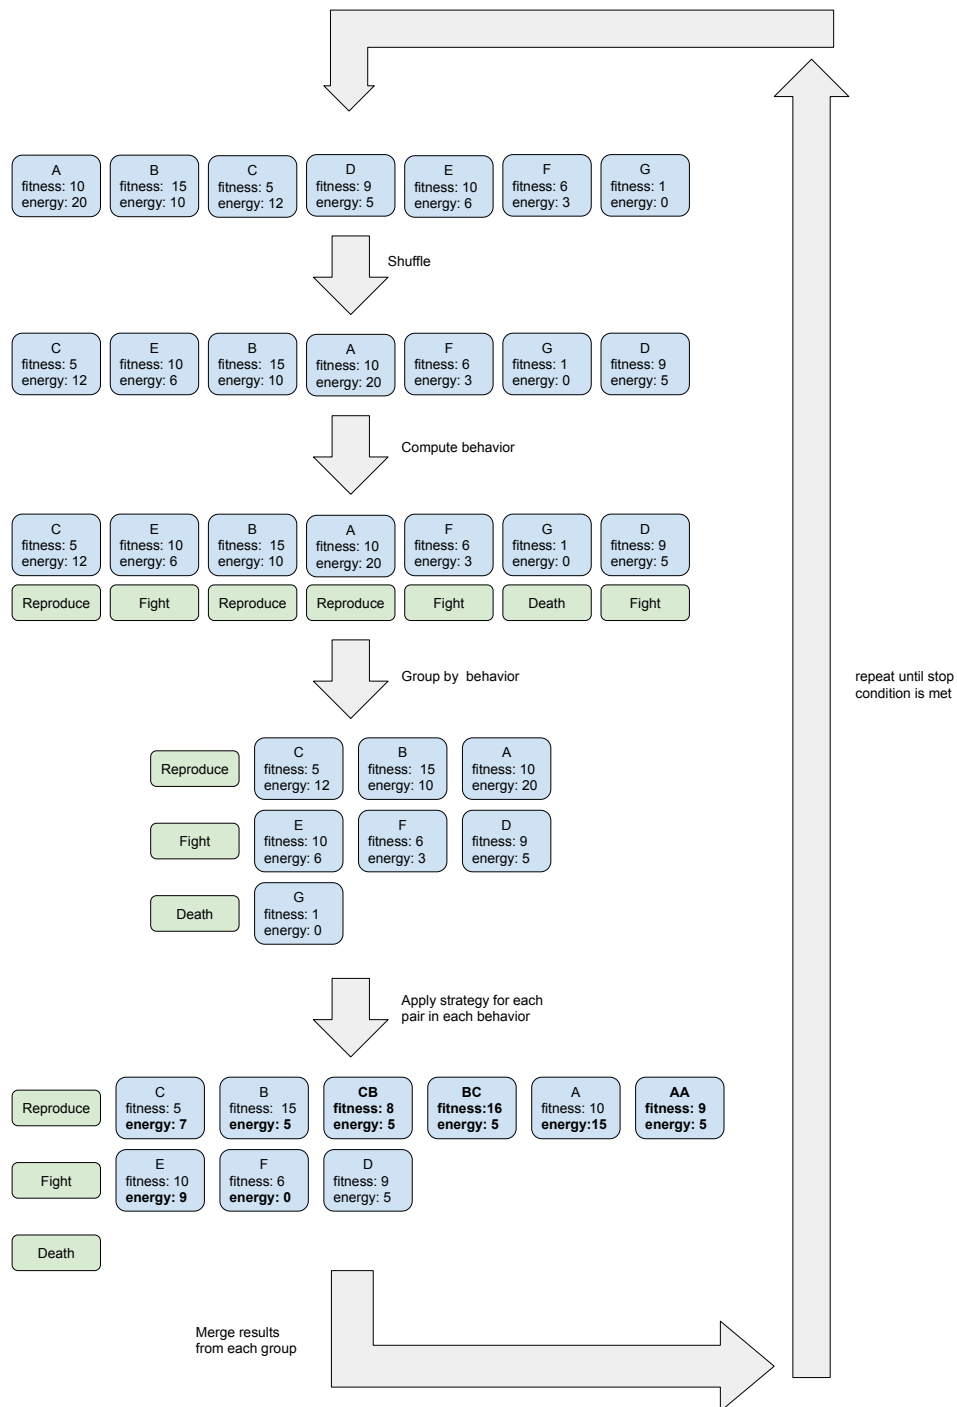 A
fitness: 10
energy: 20
B
fitness:  15
energy: 10
C
fitness: 5
energy: 12
D
fitness: 9
energy: 5
E
fitness: 10
energy: 6
F
fitness: 6
energy: 3
G
fitness: 1
energy: 0
Shuffle
C
fitness: 5
energy: 12
E
fitness: 10
energy: 6
B
fitness:  15
energy: 10
A
fitness: 10
energy: 20
F
fitness: 6
energy: 3
G
fitness: 1
energy: 0
D
fitness: 9
energy: 5
Compute behavior
C
fitness: 5
energy: 12
E
fitness: 10
energy: 6
B
fitness:  15
energy: 10
A
fitness: 10
energy: 20
F
fitness: 6
energy: 3
G
fitness: 1
energy: 0
D
fitness: 9
energy: 5
Reproduce
Fight
Reproduce
Reproduce
Fight
Death
Fight
Group by  behavior
repeat until stop
condition is met
Reproduce
C
fitness: 5
energy: 12
B
fitness:  15
energy: 10
A
fitness: 10
energy: 20
Fight
E
fitness: 10
energy: 6
F
fitness: 6
energy: 3
D
fitness: 9
energy: 5
Death
G
fitness: 1
energy: 0
Apply strategy for each
pair in each behavior
Reproduce
C
fitness: 5
energy: 7
B
fitness:  15
energy: 5
CB
fitness: 8
energy: 5
BC
fitness:16
energy: 5
A
fitness: 10
energy:15
AA
fitness: 9
energy: 5
Fight
E
fitness: 10
energy: 9
F
fitness: 6
energy: 0
D
fitness: 9
energy: 5
Death
Merge results
from each group